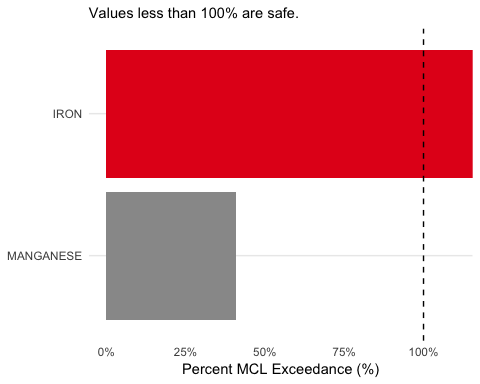 Values less than 100% are safe.
IRON
MANGANESE
0% 25% 50% 75% 100%
Percent MCL Exceedance (%)